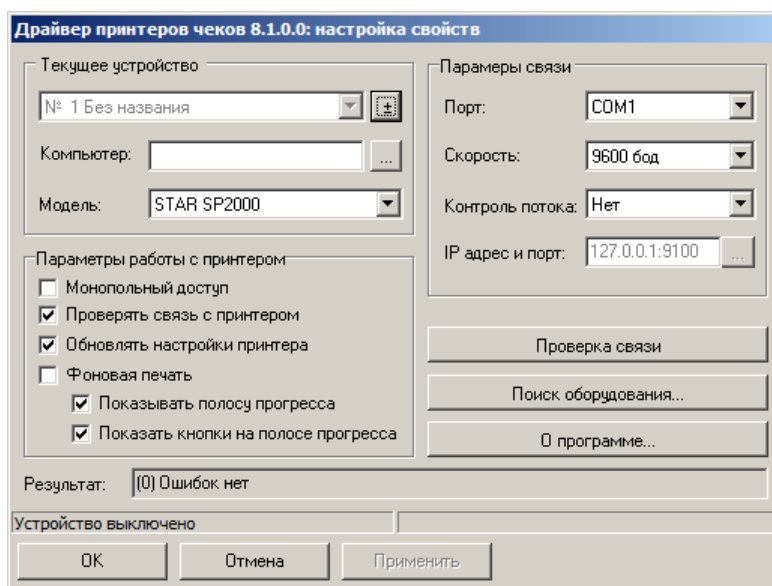 Драйвер принтеров чеков 8.1.0.0: настройка свойств
Текущее устройство
№ 1 Без названия
±
Компьютер:
...
Модель: STAR SP2000
Парамеры связи
Порт: COM1
Скорость: 9600 бод
Контроль потока: Нет
IP адрес и порт: 127.0.0.1:9100 ...
Параметры работы с принтером
Монопольный доступ
Проверять связь с принтером
Обновлять настройки принтера
Фоновая печать
Показывать полосу прогресса
Показать кнопки на полосе прогресса
Проверка связи
Поиск оборудования...
О программе...
Результат: (0) Ошибок нет
Устройство выключено
ОК Отмена Применить